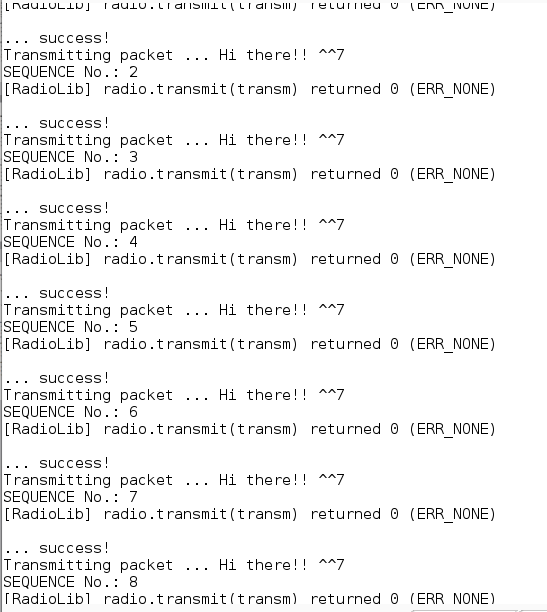 [RadioLib] radio.transmit(transm) returned 0 (ERR_NONE)
... success!
Transmitting packet ... Hi there!! ^^7
SEQUENCE No.: 2
[RadioLib] radio.transmit(transm) returned 0 (ERR_NONE)
... success!
Transmitting packet ... Hi there!! ^^7
SEQUENCE No.: 3
[RadioLib] radio.transmit(transm) returned 0 (ERR_NONE)
... success!
Transmitting packet ... Hi there!! ^^7
SEQUENCE No.: 4
[RadioLib] radio.transmit(transm) returned 0 (ERR_NONE)
... success!
Transmitting packet ... Hi there!! ^^7
SEQUENCE No.: 5
[RadioLib] radio.transmit(transm) returned 0 (ERR_NONE)
... success!
Transmitting packet ... Hi there!! ^^7
SEQUENCE No.: 6
[RadioLib] radio.transmit(transm) returned 0 (ERR_NONE)
... success!
Transmitting packet ... Hi there!! ^^7
SEQUENCE No.: 7
[RadioLib] radio.transmit(transm) returned 0 (ERR_NONE)
... success!
Transmitting packet ... Hi there!! ^^7
SEQUENCE No.: 8
[RadioLib] radio.transmit(transm) returned 0 (ERR_NONE)